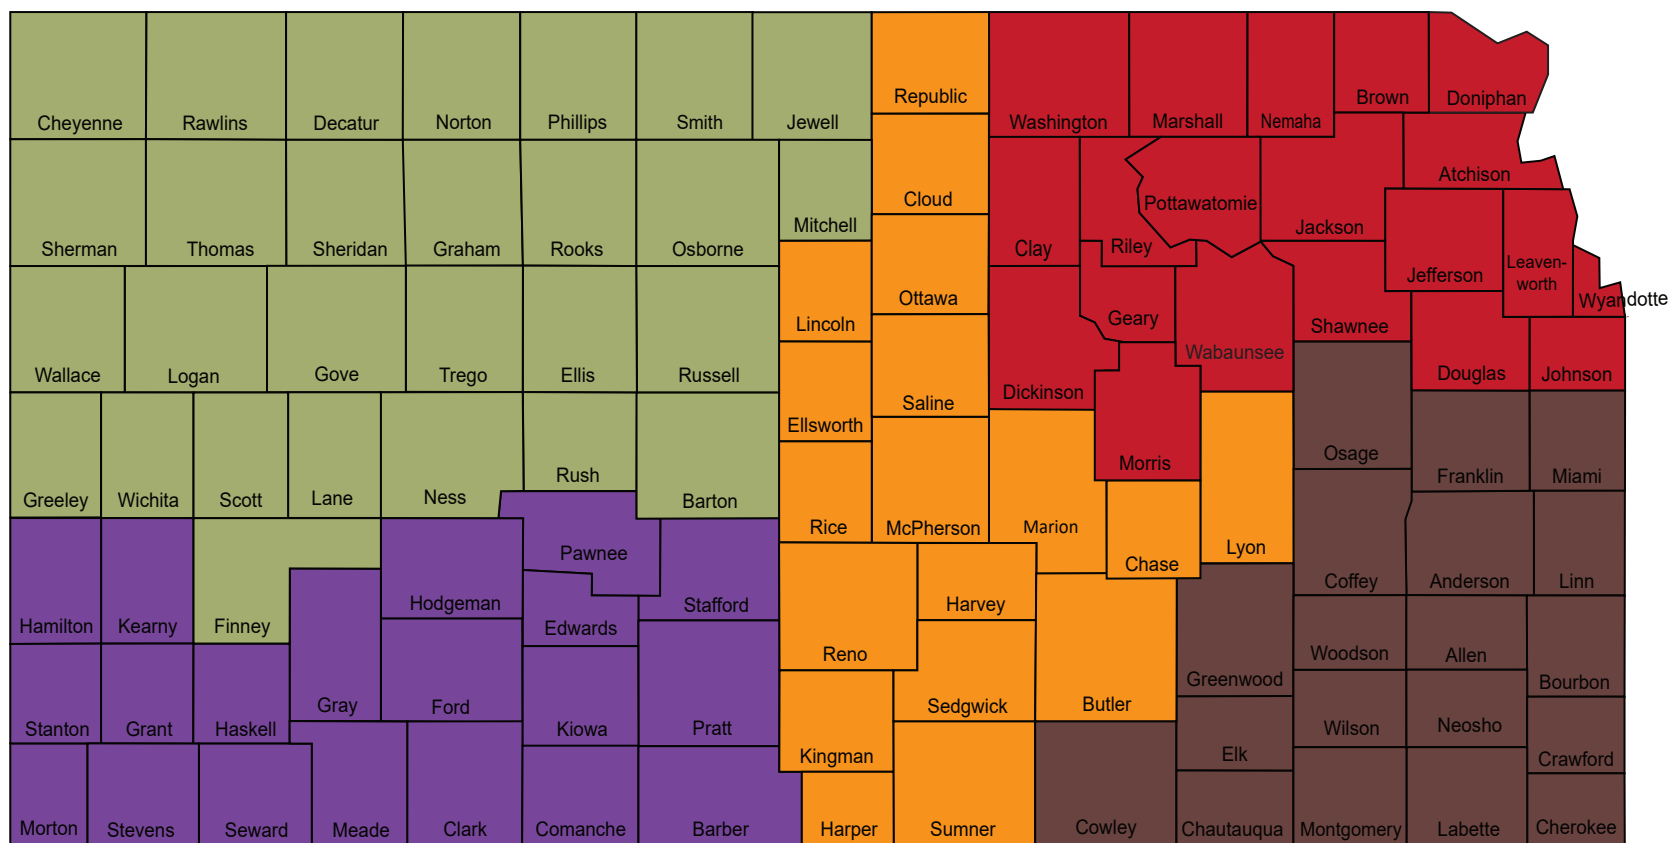 Cheyenne
Rawlins
Decatur
Norton
Phillips
Smith
Jewell
Republic
Washington
Marshall
Nemaha
Brown
Doniphan
Sherman
Thomas
Sheridan
Graham
Rooks
Osborne
Mitchell
Cloud
Clay
Riley
Pottawatomie
Jackson
Atchison
Jefferson
Leaven-
worth
Wyandotte
Wallace
Logan
Gove
Trego
Ellis
Russell
Lincoln
Ottawa
Saline
Dickinson
Geary
Wabaunsee
Shawnee
Douglas
Johnson
Greeley
Wichita
Scott
Lane
Ness
Rush
Barton
Ellsworth
Rice
McPherson
Marion
Morris
Chase
Lyon
Osage
Franklin
Miami
Hamilton
Kearny
Finney
Hodgeman
Pawnee
Edwards
Stafford
Reno
Harvey
Butler
Greenwood
Coffey
Anderson
Linn
Stanton
Grant
Haskell
Gray
Ford
Kiowa
Pratt
Kingman
Sedgwick
Elk
Woodson
Allen
Bourbon
Wilson
Neosho
Crawford
Morton
Stevens
Seward
Meade
Clark
Comanche
Barber
Harper
Sumner
Cowley
Chautauqua
Montgomery
Labette
Cherokee